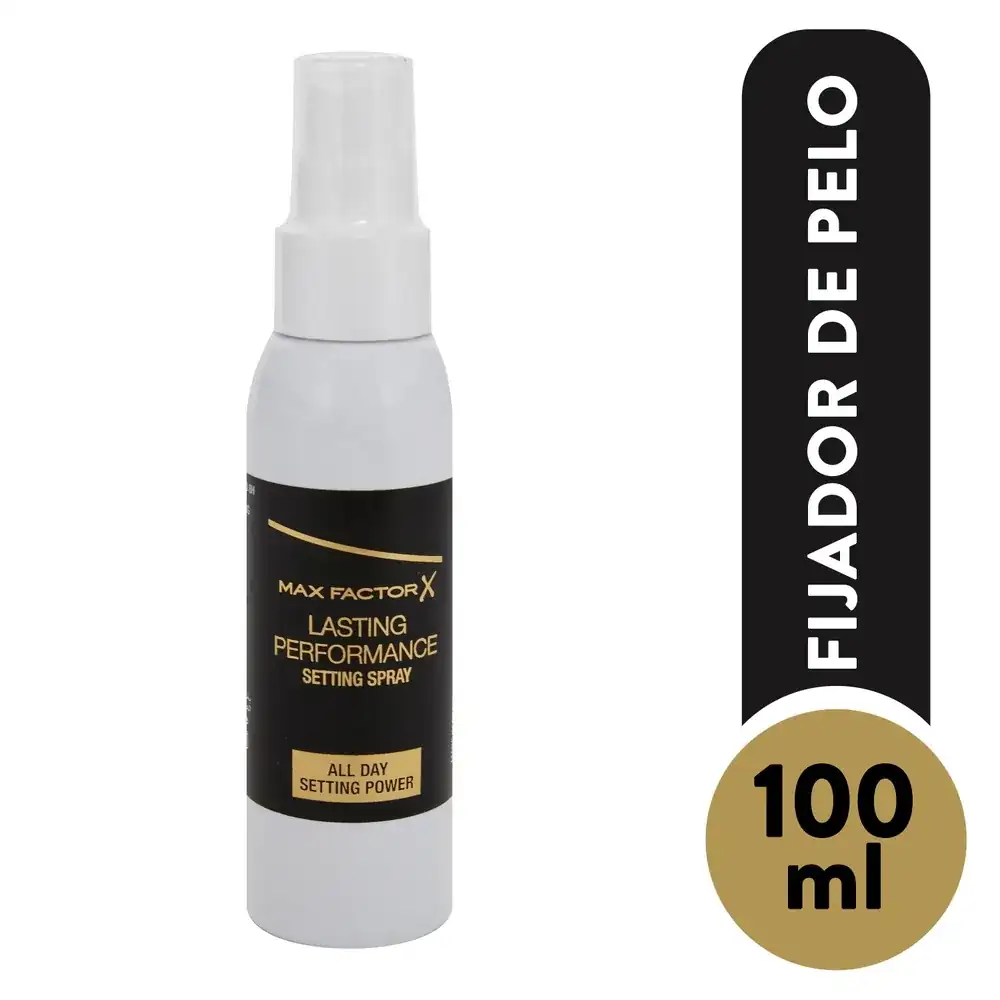 MAX FACTOR X
LASTING
PERFORMANCE
SETTING SPRAY
ALL DAY
SETTING POWER
FIJADOR DE PELO
100
ml